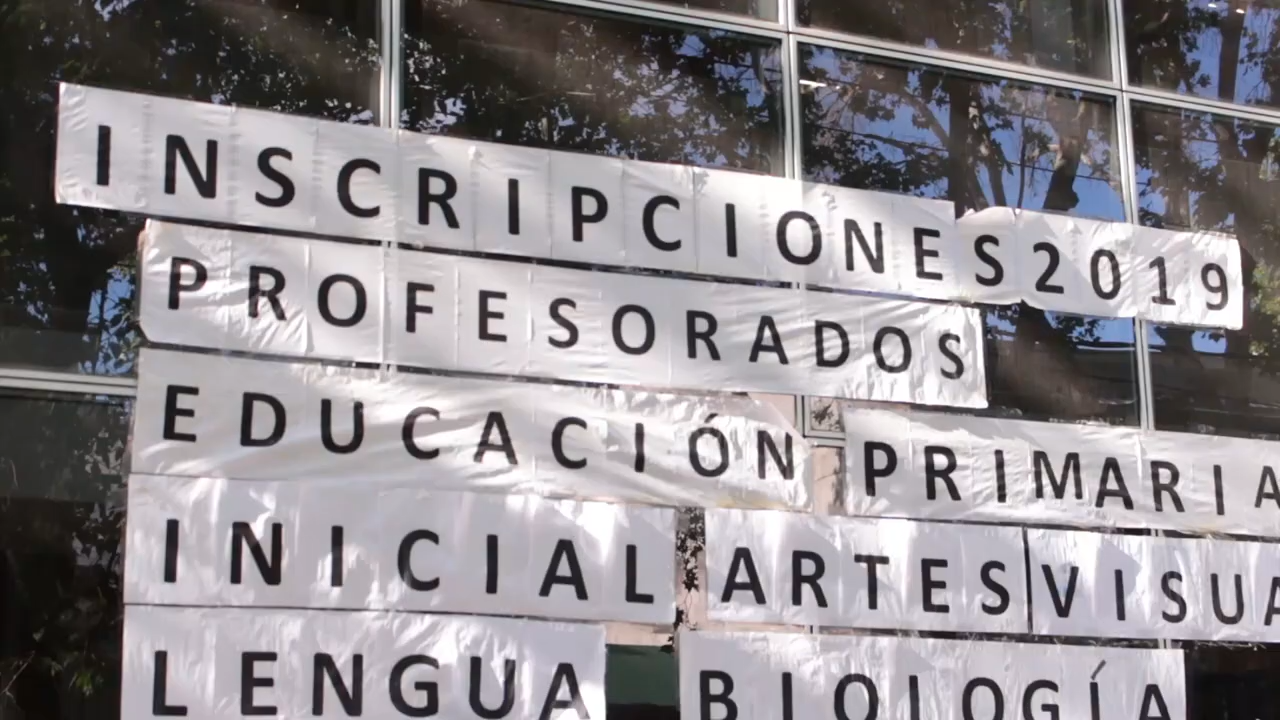 INSCRIPCIONES 2019
PROFESORADOS
EDUCACIÓN PRIMARIA
INICIAL ARTES VISUA
LENGUA BIOLOGÍA